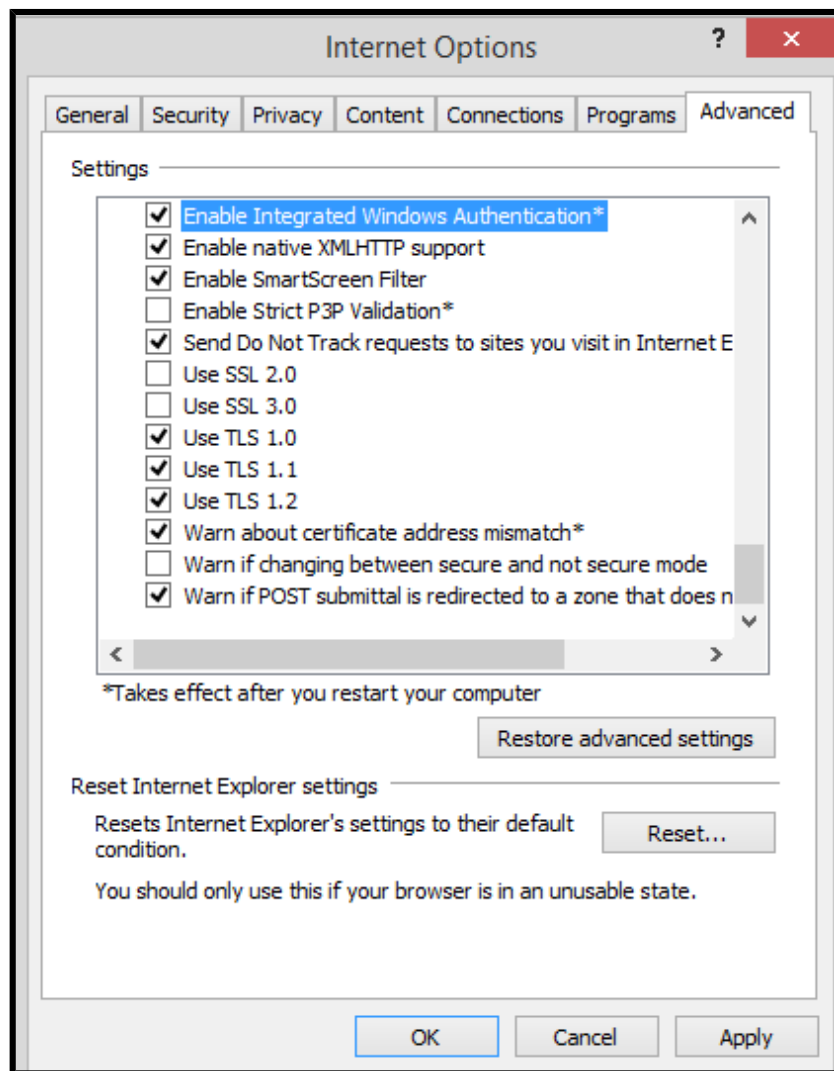 Internet Options
?
General Security Privacy Content Connections Programs Advanced
Settings
Enable Integrated Windows Authentication*
Enable native XMLHTTP support
Enable SmartScreen Filter
Enable Strict P3P Validation*
Send Do Not Track requests to sites you visit in Internet E
Use SSL 2.0
Use SSL 3.0
Use TLS 1.0
Use TLS 1.1
Use TLS 1.2
Warn about certificate address mismatch*
Warn if changing between secure and not secure mode
Warn if POST submittal is redirected to a zone that does n
*Takes effect after you restart your computer
Restore advanced settings
Reset Internet Explorer settings
Resets Internet Explorer's settings to their default
condition.
Reset...
You should only use this if your browser is in an unusable state.
OK Cancel Apply